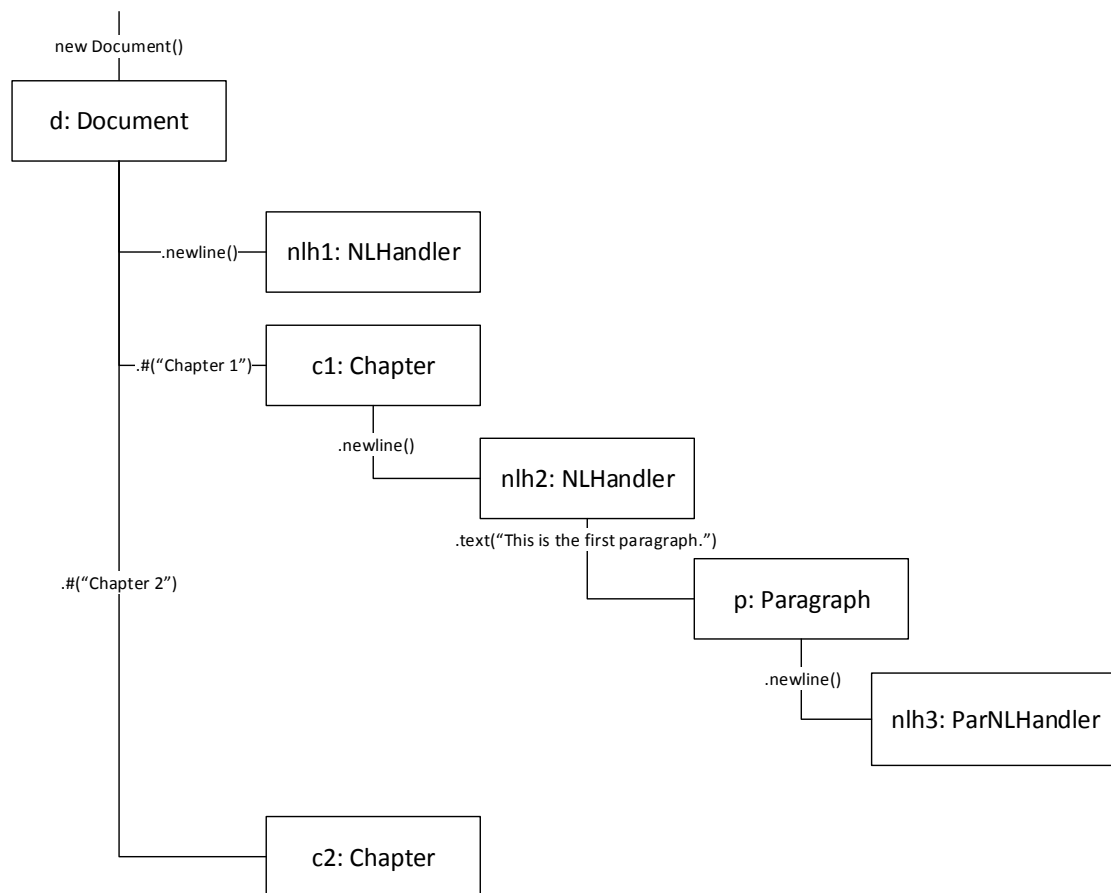 new Document()
d: Document
.newline()
nlh1: NLHandler
.#(“Chapter 1”)
c1: Chapter
.newline()
nlh2: NLHandler
.text(“This is the first paragraph.”)
.#(“Chapter 2”)
p: Paragraph
.newline()
nlh3: ParNLHandler
c2: Chapter